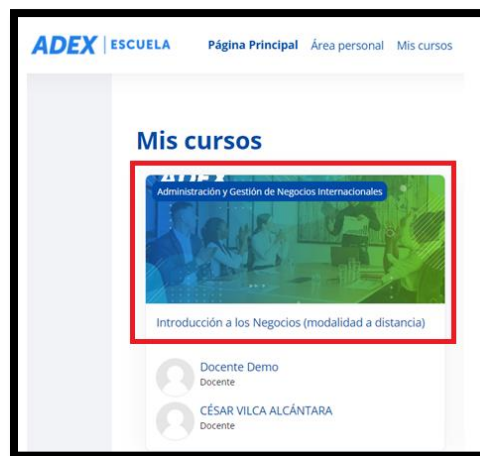 ADEX | ESCUELA Página Principal Área personal Mis cursos
Mis cursos
ADEX
Administración y Gestión de Negocios Internacionales
Introducción a los Negocios (modalidad a distancia)
Docente Demo
Docente
CÉSAR VILCA ALCÁNTARA
Docente